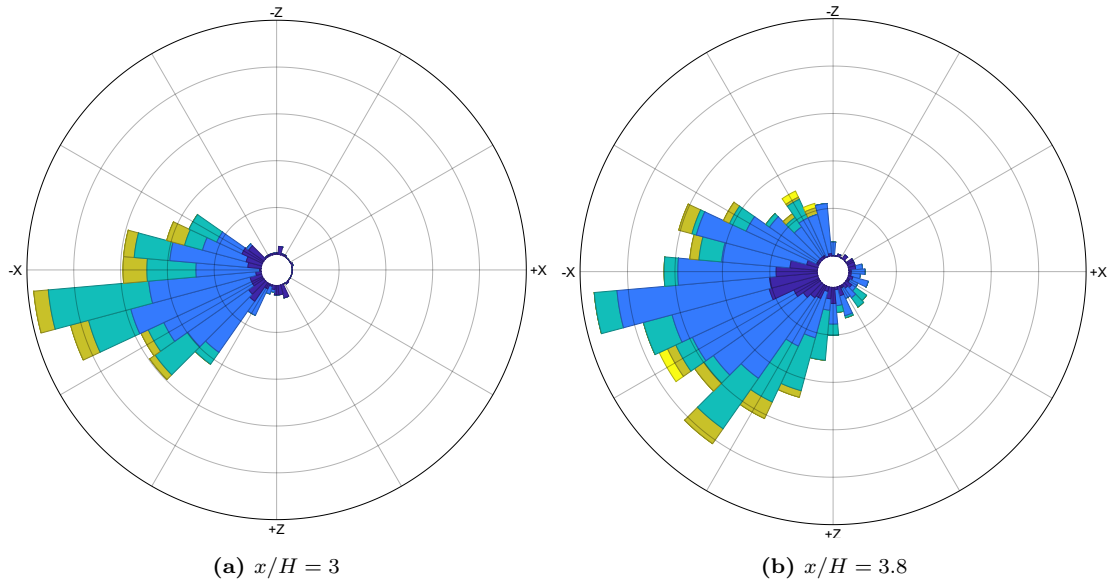 -Z -Z
-X +X -X +X
+Z +Z
(a) x/H = 3 (b) x/H = 3.8